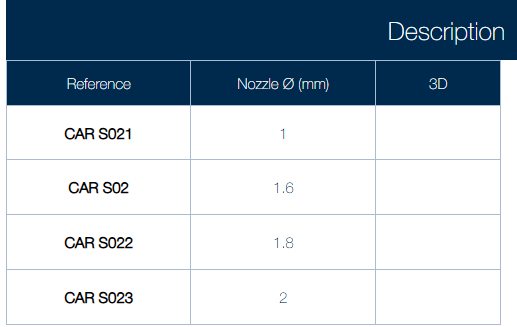 Description
Reference Nozzle Ø (mm) 3D
CAR S021 1
CAR S02 1.6
CAR S022 1.8
CAR S023 2